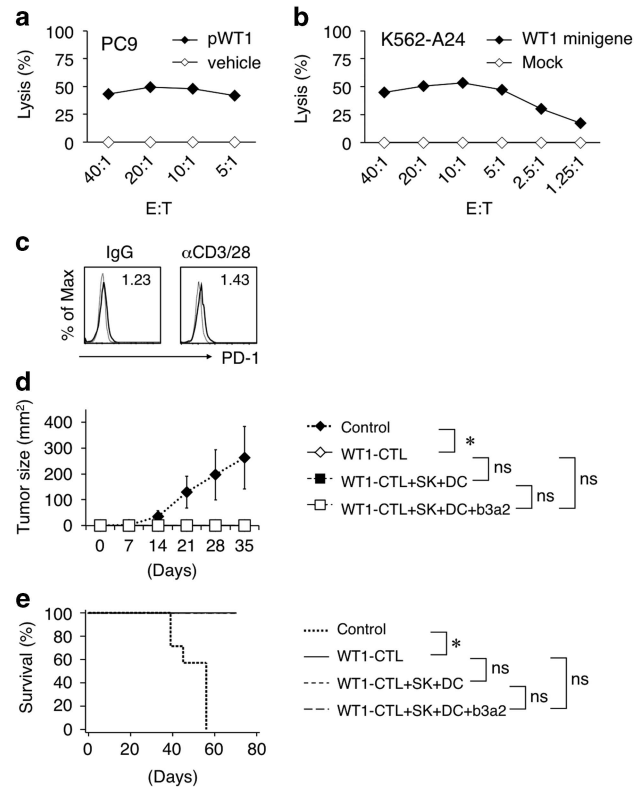 a
100
75
50
25
0
Lysis (%)
PC9
pWT1
vehicle
40:1
20:1
10:1
5:1
E:T
b
100
75
50
25
0
Lysis (%)
K562-A24
WT1 minigene
Mock
40:1
20:1
10:1
5:1
2.5:1
1.25:1
E:T
c
IgG
αCD3/28
% of Max
1.23
1.43
PD-1
d
Tumor size (mm²)
400
300
200
100
0
0 7 14 21 28 35
(Days)
Control
WT1-CTL
WT1-CTL+SK+DC
WT1-CTL+SK+DC+b3a2
*
ns
ns
ns
e
Survival (%)
100
80
60
40
20
0
0 20 40 60 80
(Days)
Control
WT1-CTL
WT1-CTL+SK+DC
WT1-CTL+SK+DC+b3a2
*
ns
ns
ns